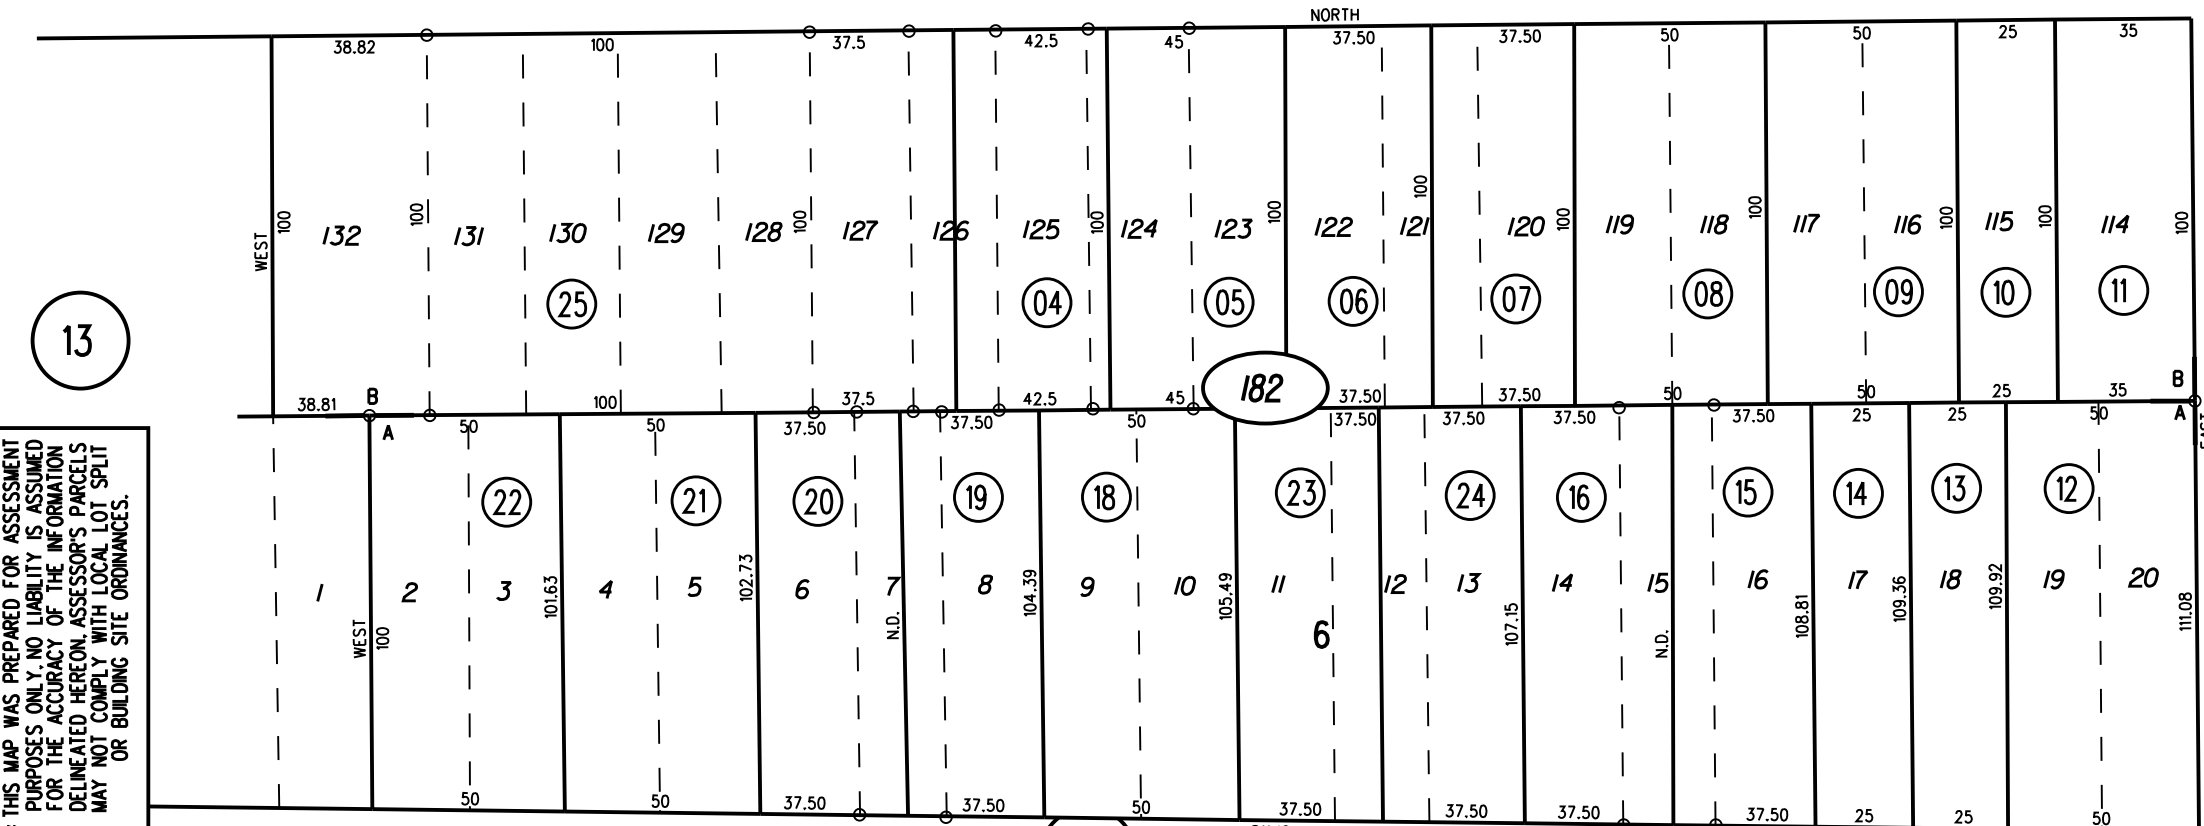 NORTH
38.82 100 37.5 42.5 45 37.50 37.50 50 50 25 35
WEST 100 100 100 100 100 100 100 100 100 100 100
132 131 130 129 128 127 126 125 124 123 122 121 120 119 118 117 116 115 114
25 04 05 06 07 08 09 10 11
13
182
38.81 B 100 37.5 42.5 45 37.50 37.50 50 50 25 35 B
A 50 50 37.50 37.50 50 37.50 37.50 37.50 37.50 25 25 50 A
22 21 20 19 18 23 24 16 15 14 13 12
1 2 3 4 5 6 7 8 9 10 11 12 13 14 15 16 17 18 19 20
WEST 100 101.63 102.73 N.D. 104.39 105.49 107.15 N.D. 108.81 109.36 109.92 111.08
6
50 50 37.50 37.50 50 37.50 37.50 37.50 37.50 25 25 50
THIS MAP WAS PREPARED FOR ASSESSMENT
PURPOSES ONLY. NO LIABILITY IS ASSUMED
FOR THE ACCURACY OF THE INFORMATION
DELINEATED HEREON. ASSESSOR'S PARCELS
MAY NOT COMPLY WITH LOCAL LOT SPLIT
OR BUILDING SITE ORDINANCES.